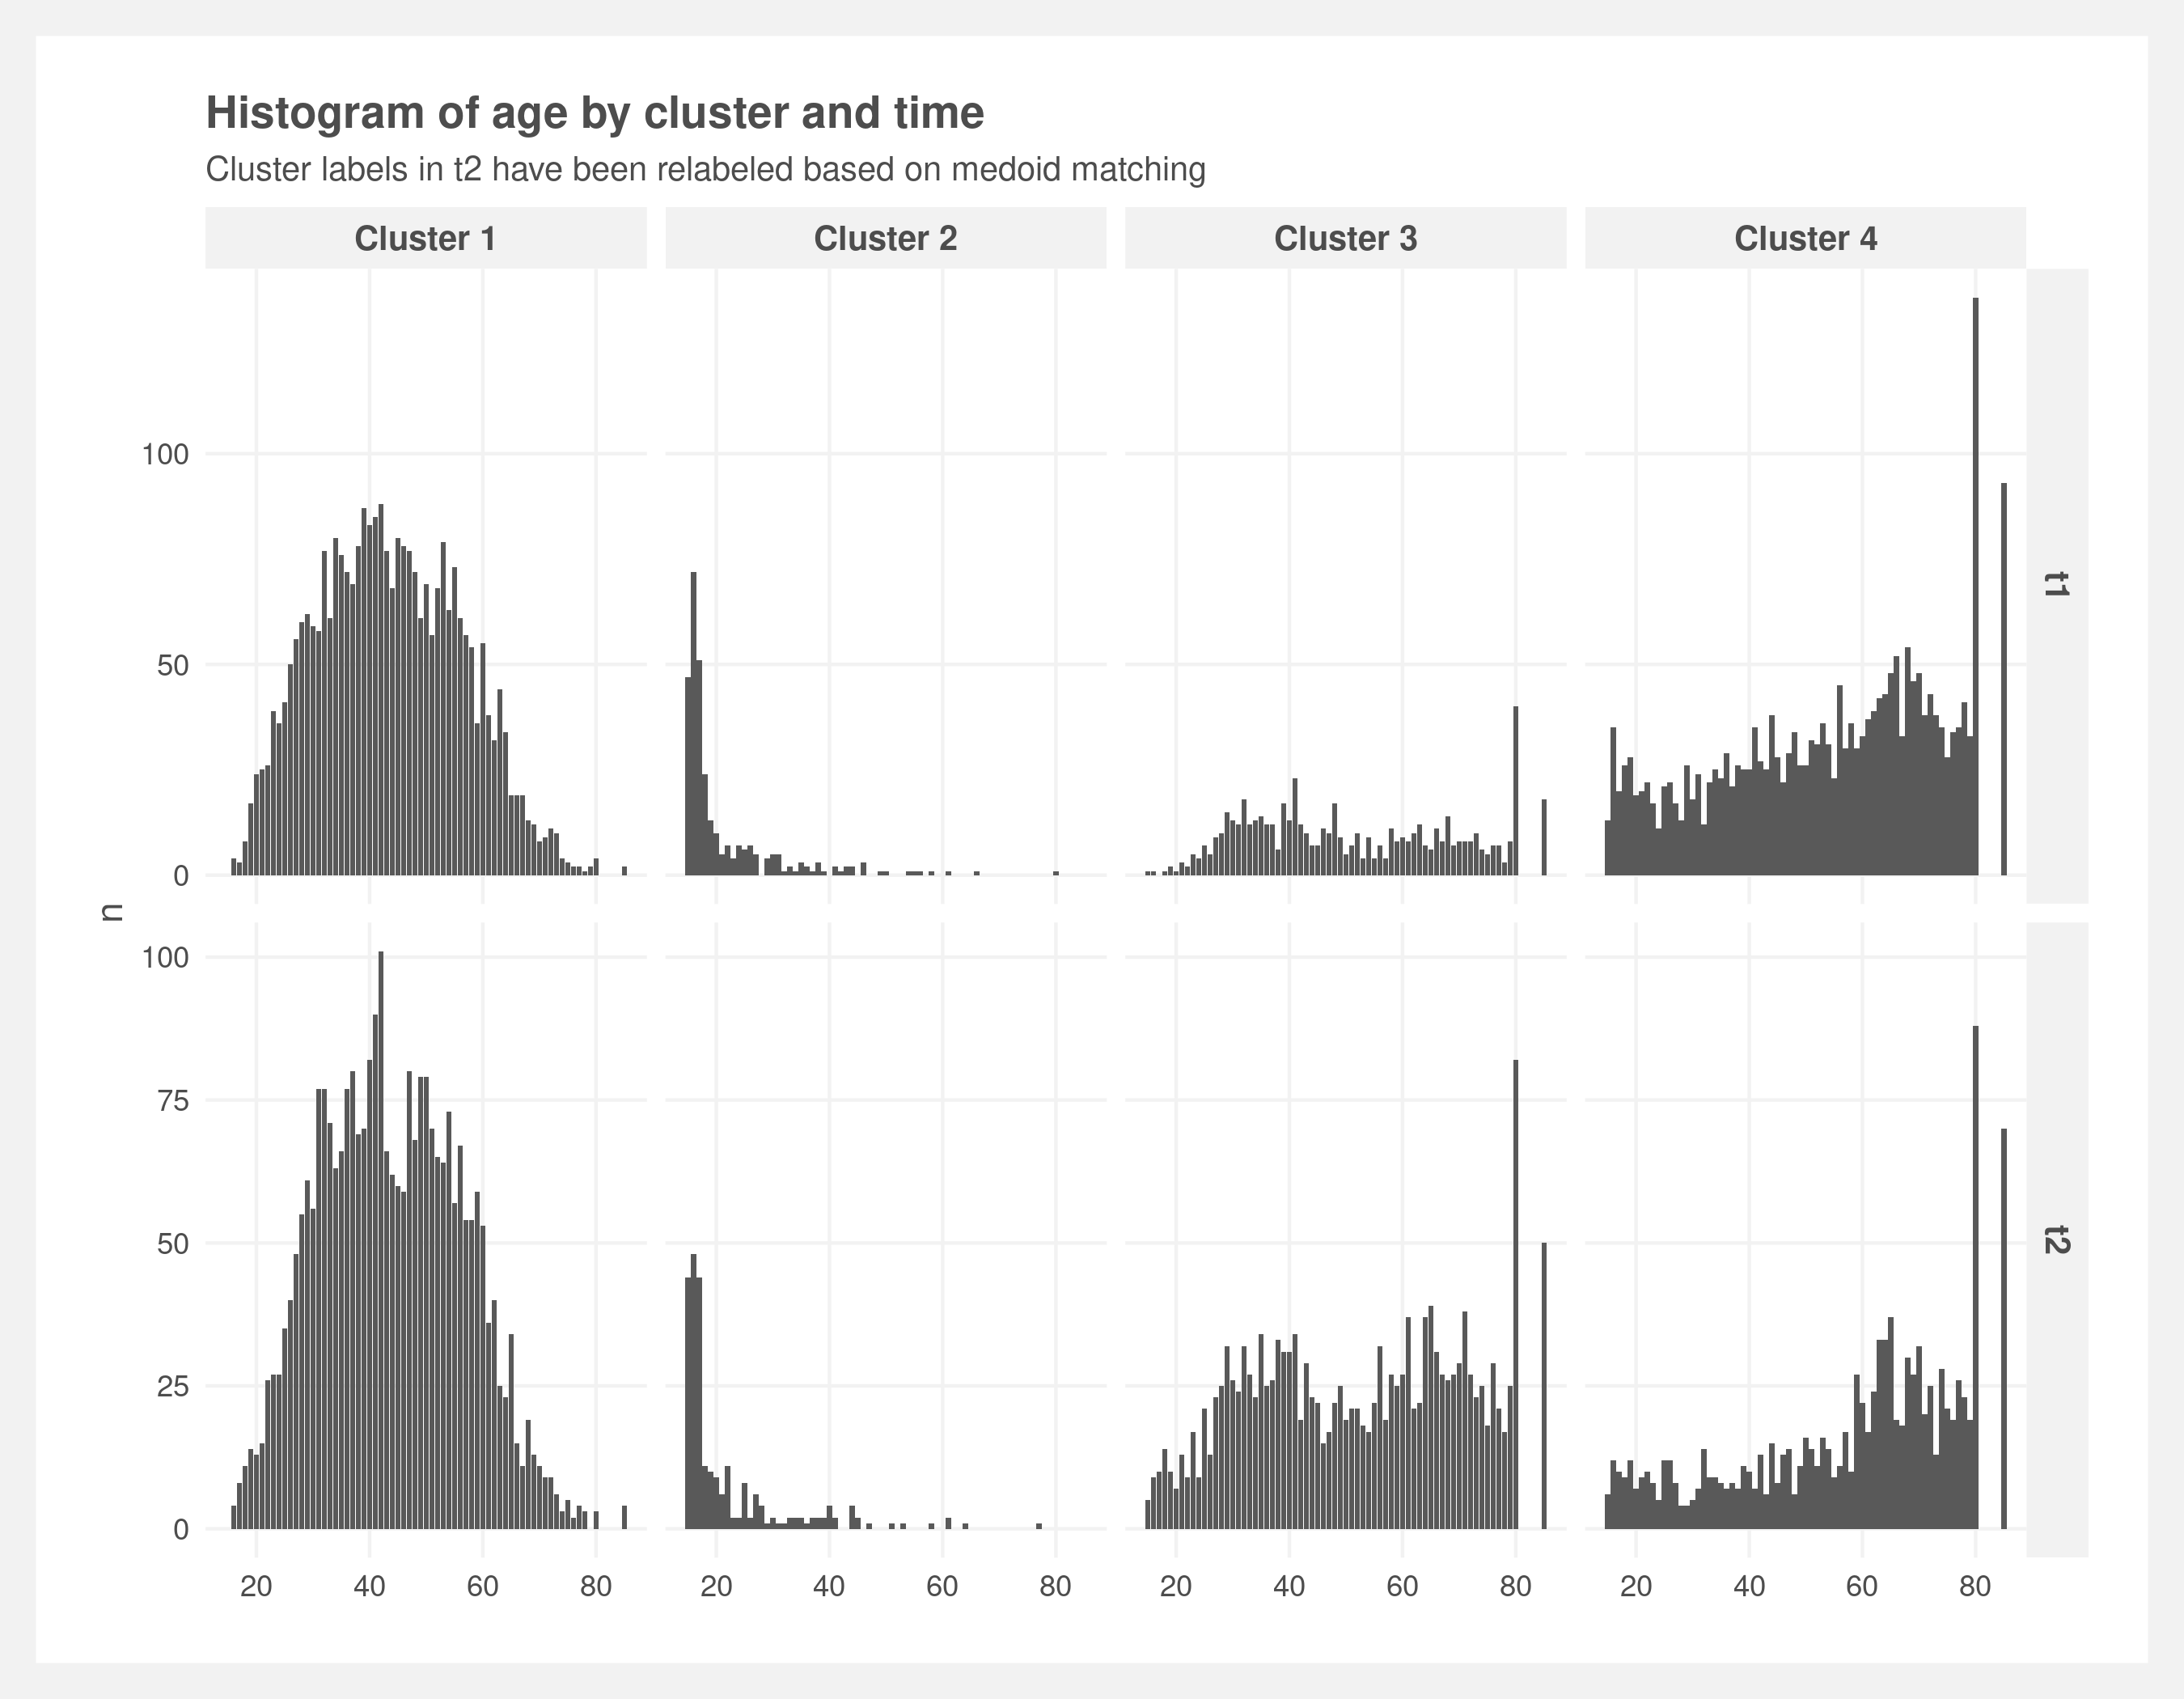 Histogram of age by cluster and time
Cluster labels in t2 have been relabeled based on medoid matching
Cluster 1
Cluster 2
Cluster 3
Cluster 4
100
50
0
t1
n
100
75
50
25
0
t2
20 40 60 80
20 40 60 80
20 40 60 80
20 40 60 80